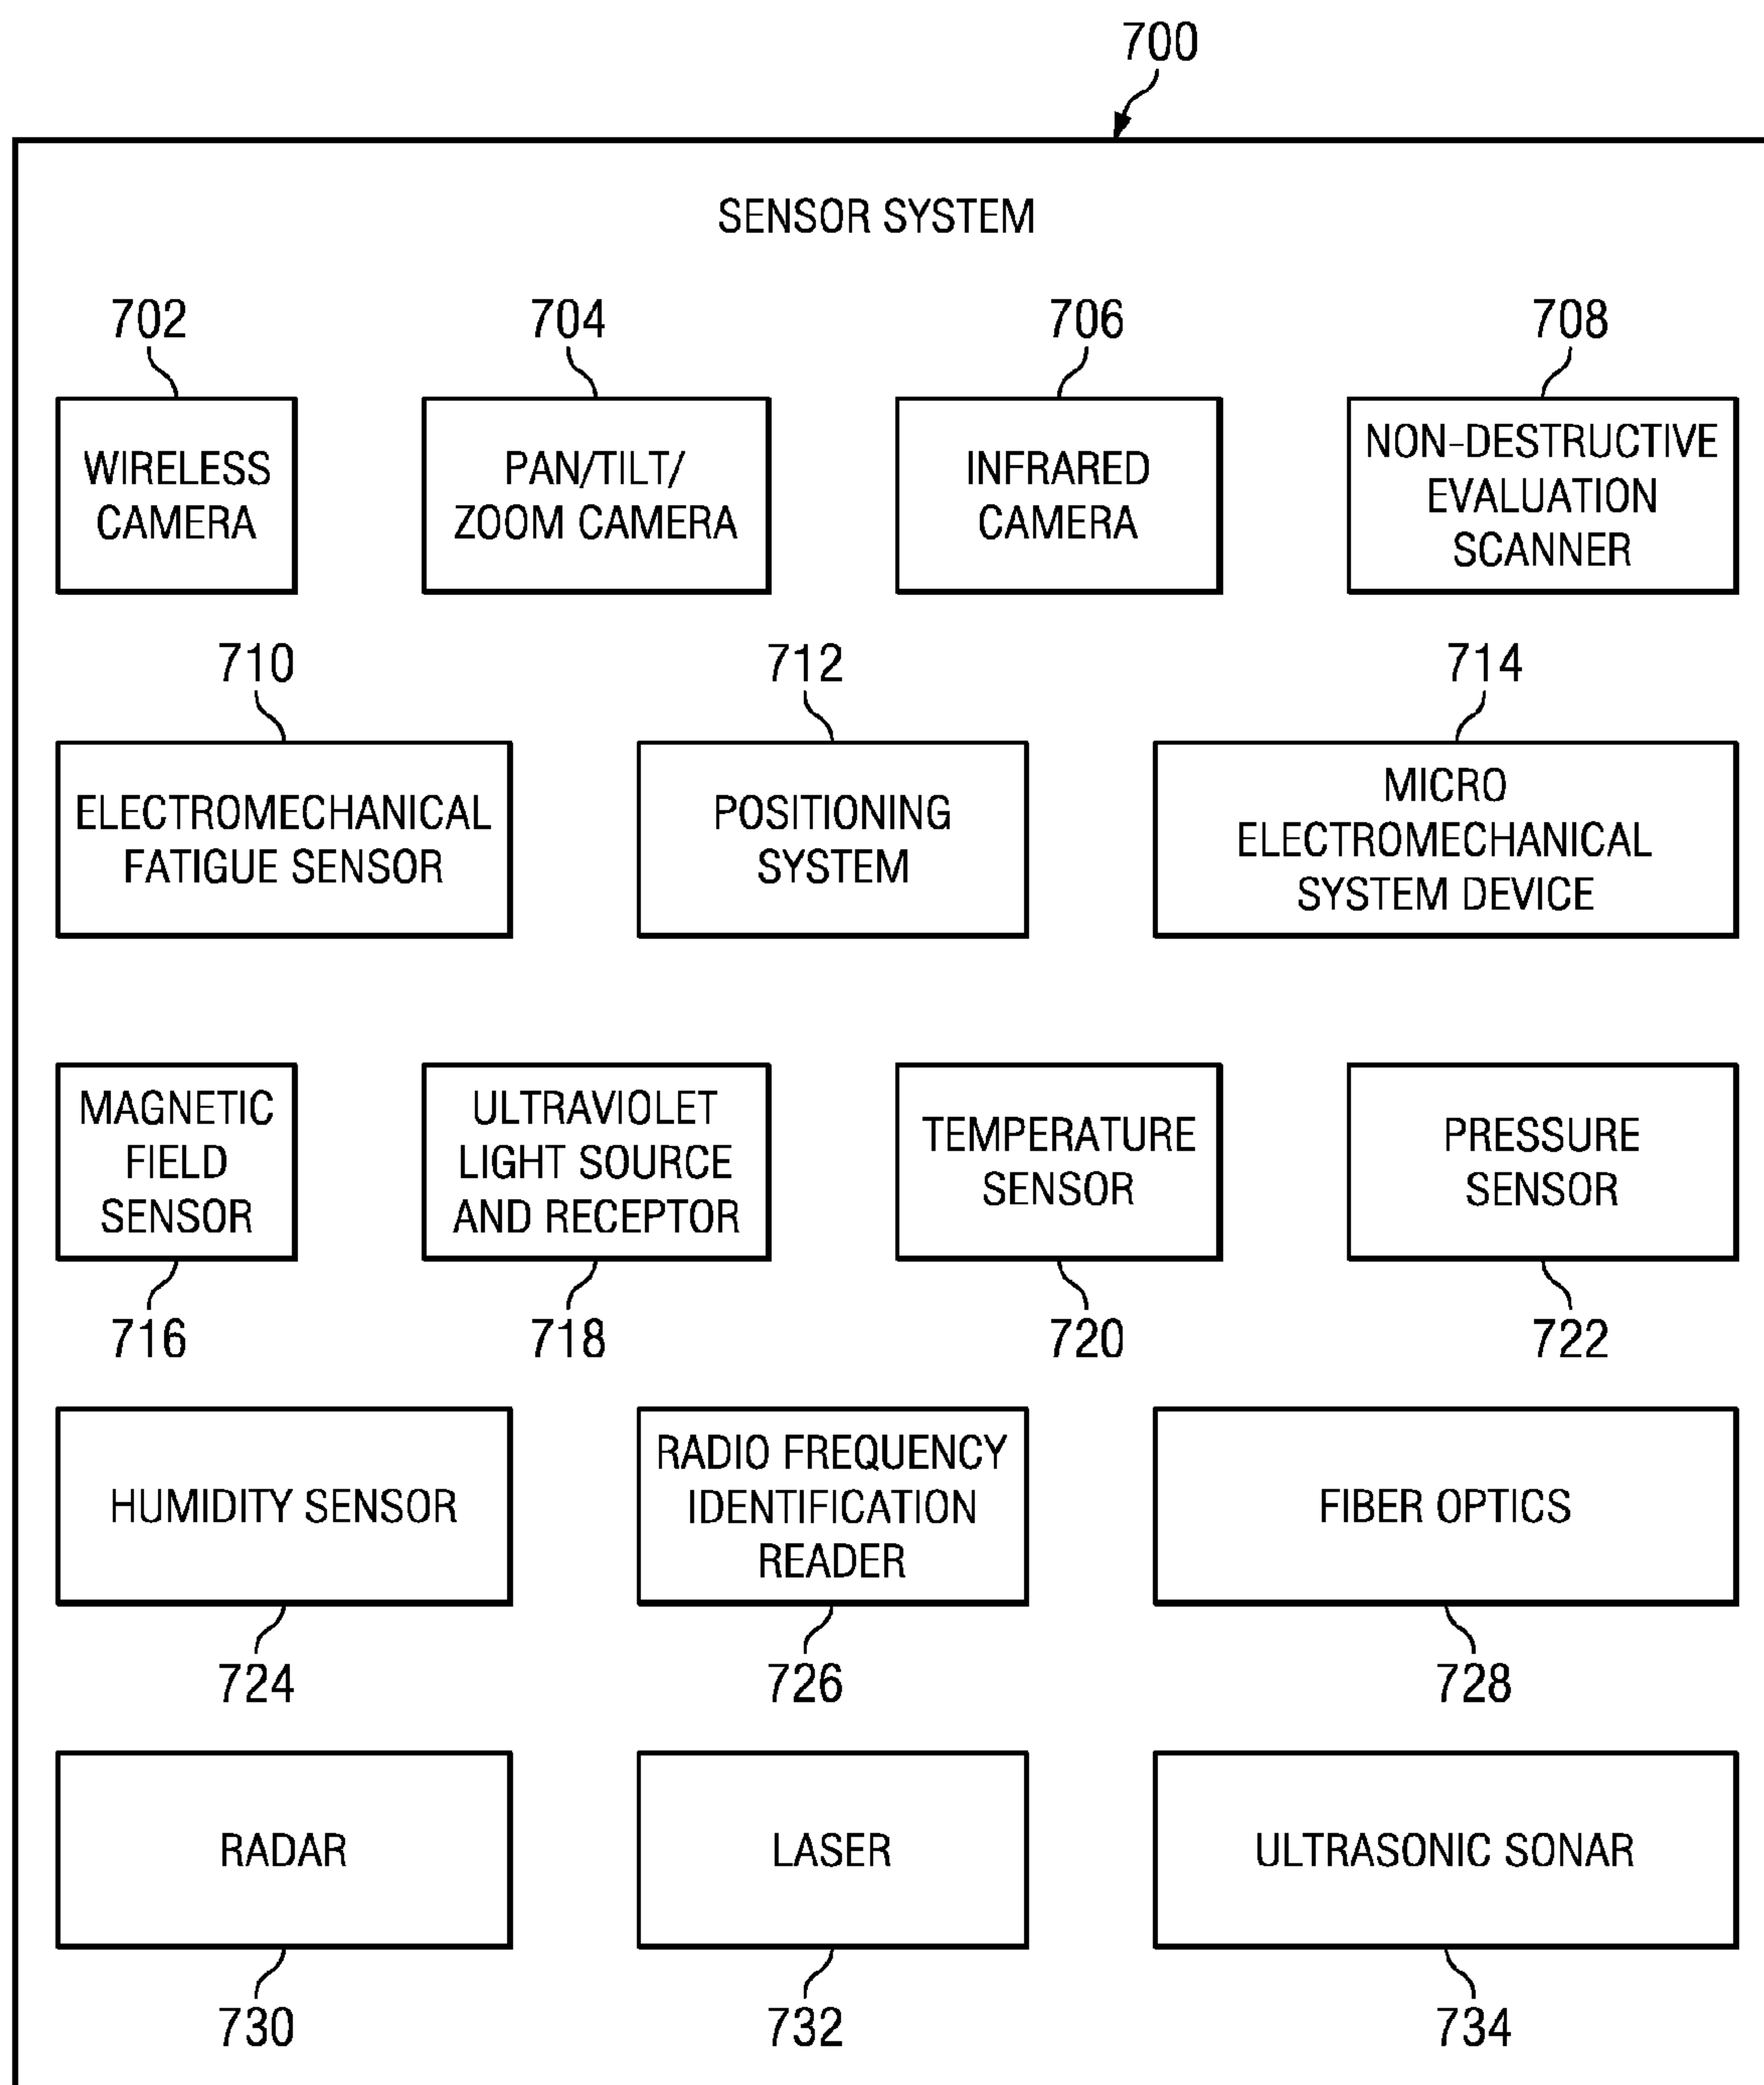 700
SENSOR SYSTEM
702
704
706
708
WIRELESS
CAMERA
PAN/TILT/
ZOOM CAMERA
INFRARED
CAMERA
NON-DESTRUCTIVE
EVALUATION
SCANNER
710
712
714
ELECTROMECHANICAL
FATIGUE SENSOR
POSITIONING
SYSTEM
MICRO
ELECTROMECHANICAL
SYSTEM DEVICE
MAGNETIC
FIELD
SENSOR
ULTRAVIOLET
LIGHT SOURCE
AND RECEPTOR
TEMPERATURE
SENSOR
PRESSURE
SENSOR
716
718
720
722
HUMIDITY SENSOR
RADIO FREQUENCY
IDENTIFICATION
READER
FIBER OPTICS
724
726
728
RADAR
LASER
ULTRASONIC SONAR
730
732
734